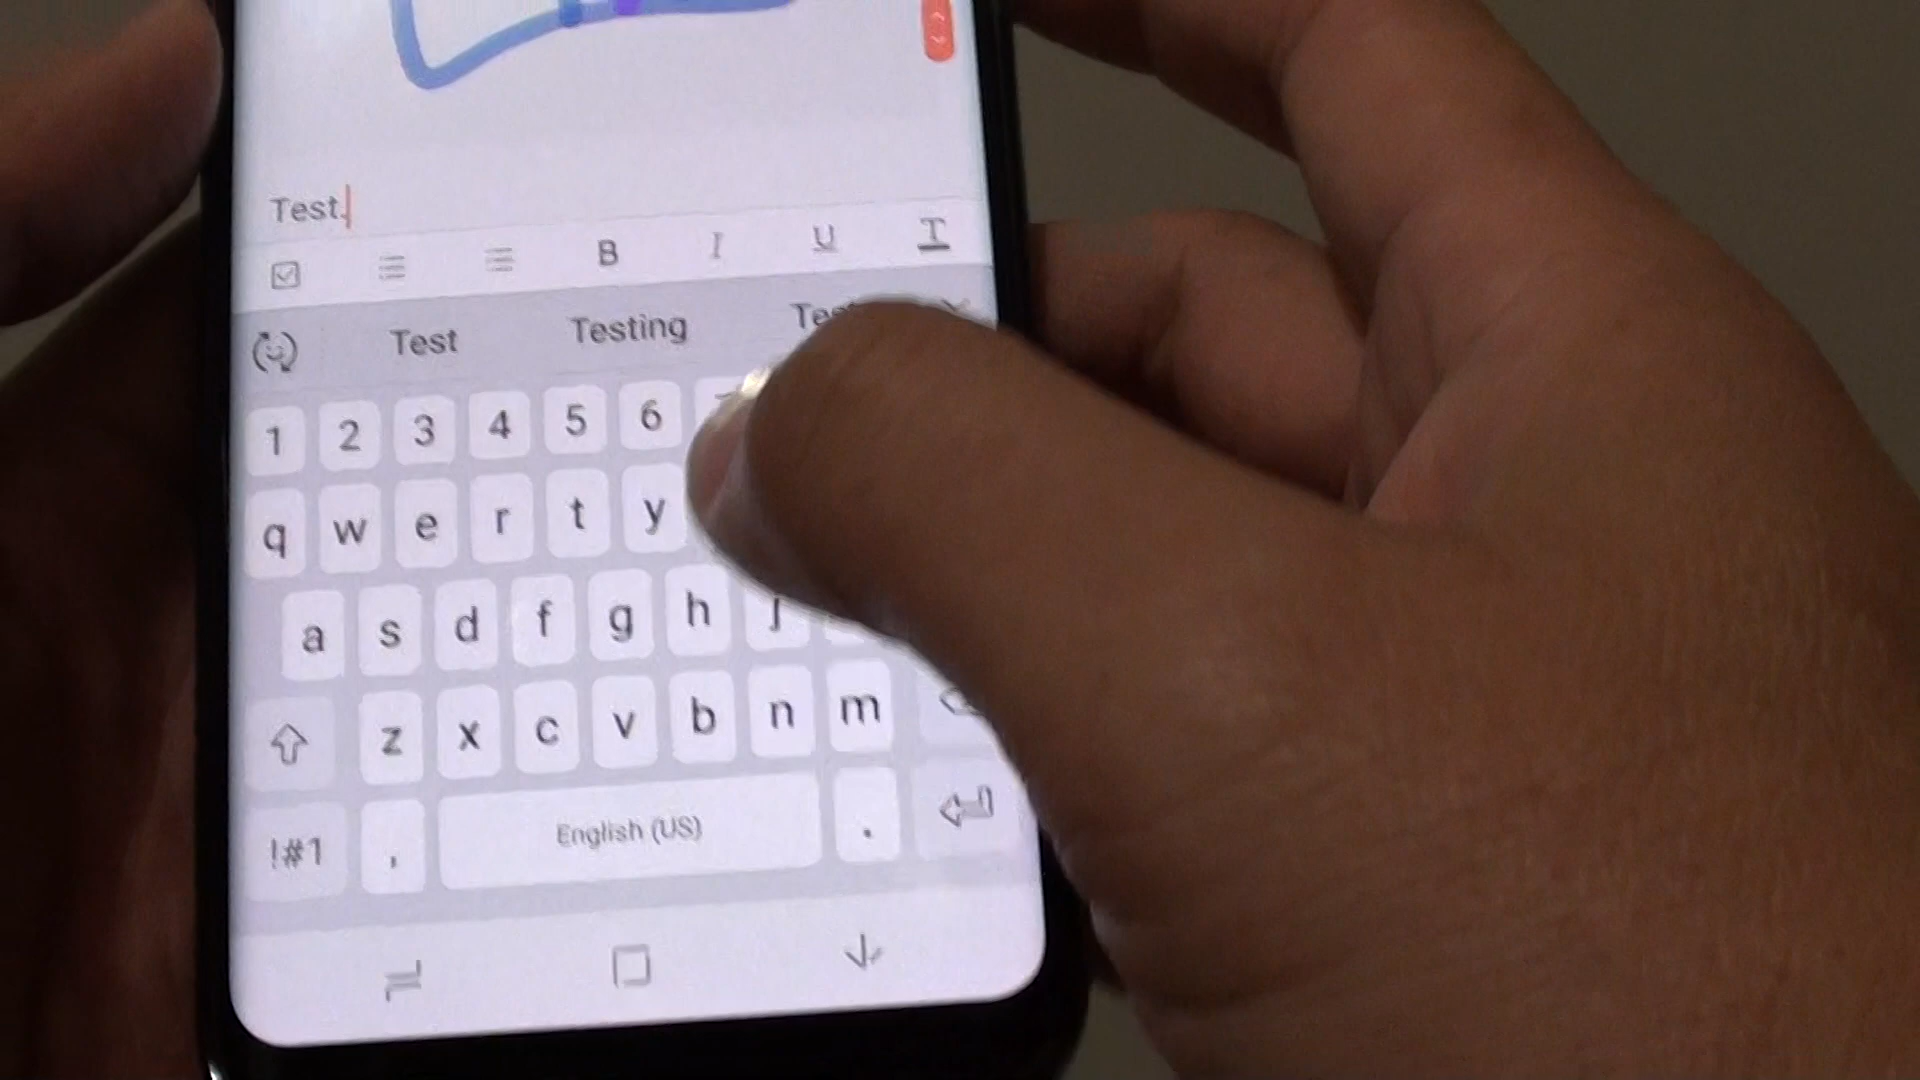 Test.
B I U T
Test Testing
1 2 3 4 5 6
q w e r t y
a s d f g h j
z x c v b n m
!#1 , English (US) .